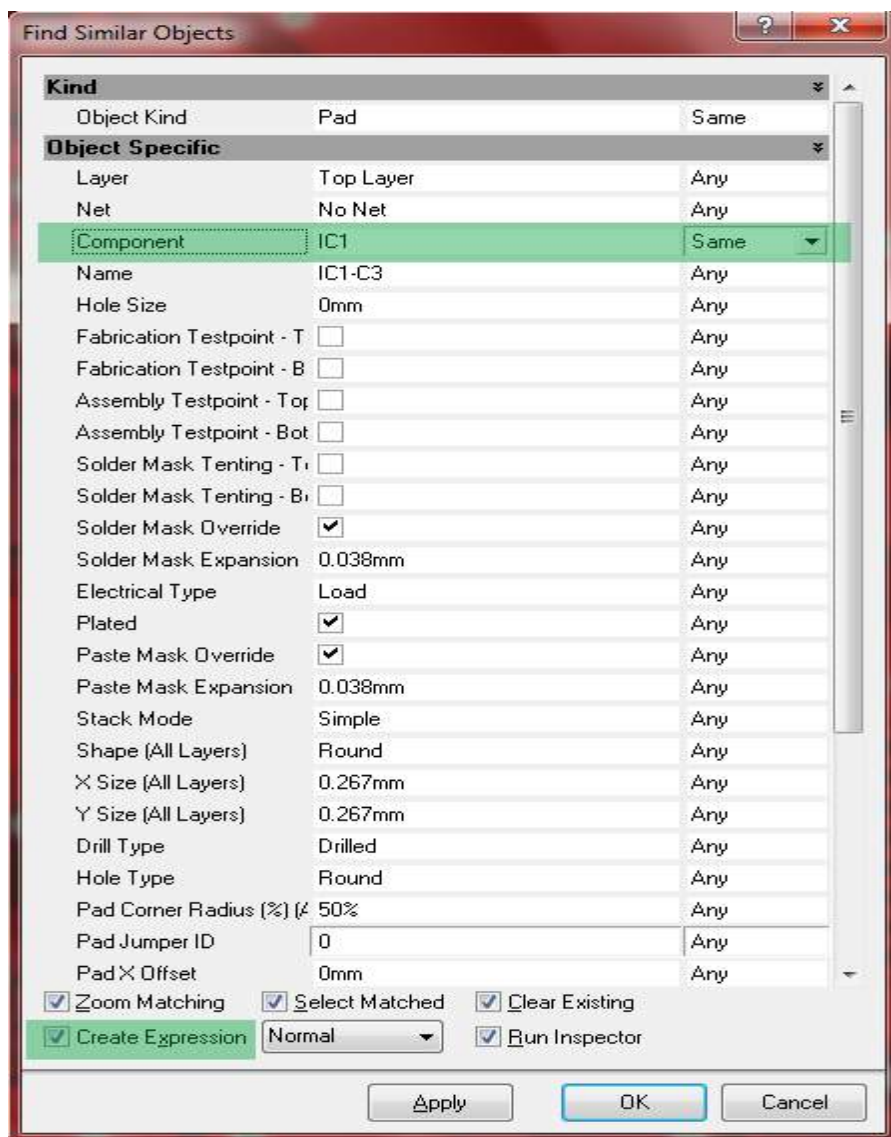 Find Similar Objects
Kind
Object Kind Pad Same
Object Specific
Layer Top Layer Any
Net No Net Any
Component IC1 Same
Name IC1-C3 Any
Hole Size 0mm Any
Fabrication Testpoint - T Any
Fabrication Testpoint - B Any
Assembly Testpoint - Top Any
Assembly Testpoint - Bot Any
Solder Mask Tenting - T Any
Solder Mask Tenting - B Any
Solder Mask Override Any
Solder Mask Expansion 0.038mm Any
Electrical Type Load Any
Plated Any
Paste Mask Override Any
Paste Mask Expansion 0.038mm Any
Stack Mode Simple Any
Shape (All Layers) Round Any
X Size (All Layers) 0.267mm Any
Y Size (All Layers) 0.267mm Any
Drill Type Drilled Any
Hole Type Round Any
Pad Corner Radius (%) (A 50% Any
Pad Jumper ID 0 Any
Pad X Offset 0mm Any
Zoom Matching Select Matched Clear Existing
Create Expression Normal Run Inspector
Apply OK Cancel